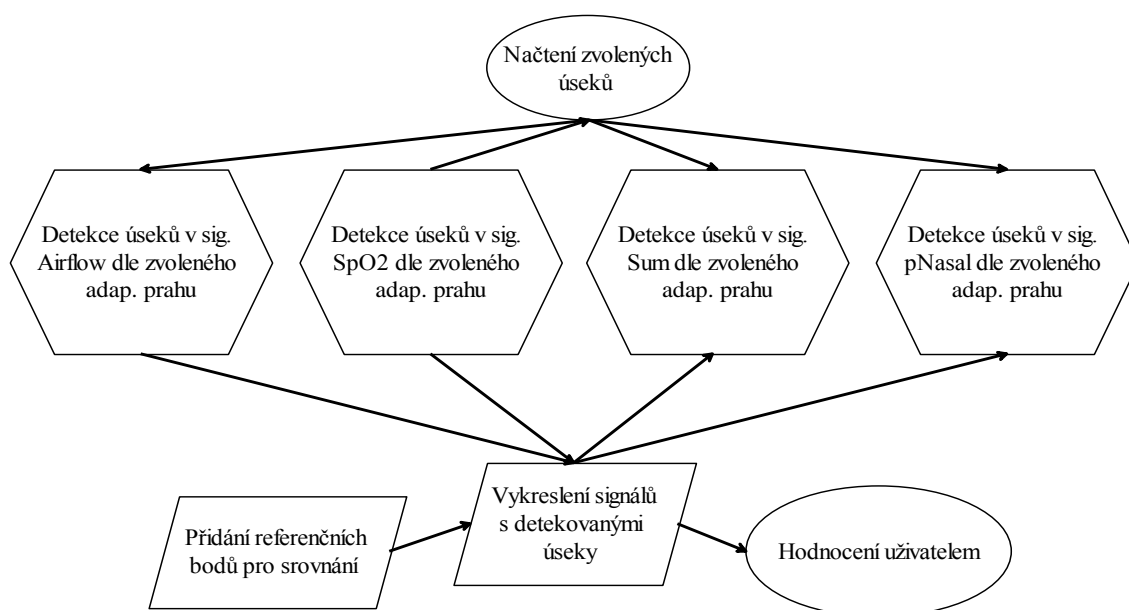 Načtení zvolených
úseků
Detekce úseků v sig.
Airflow dle zvoleného
adap. prahu
Detekce úseků v sig.
SpO2 dle zvoleného
adap. prahu
Detekce úseků v sig.
Sum dle zvoleného
adap. prahu
Detekce úseků v sig.
pNasal dle zvoleného
adap. prahu
Přidání referenčních
bodů pro srovnání
Vykreslení signálů
s detekovanými
úseky
Hodnocení uživatelem